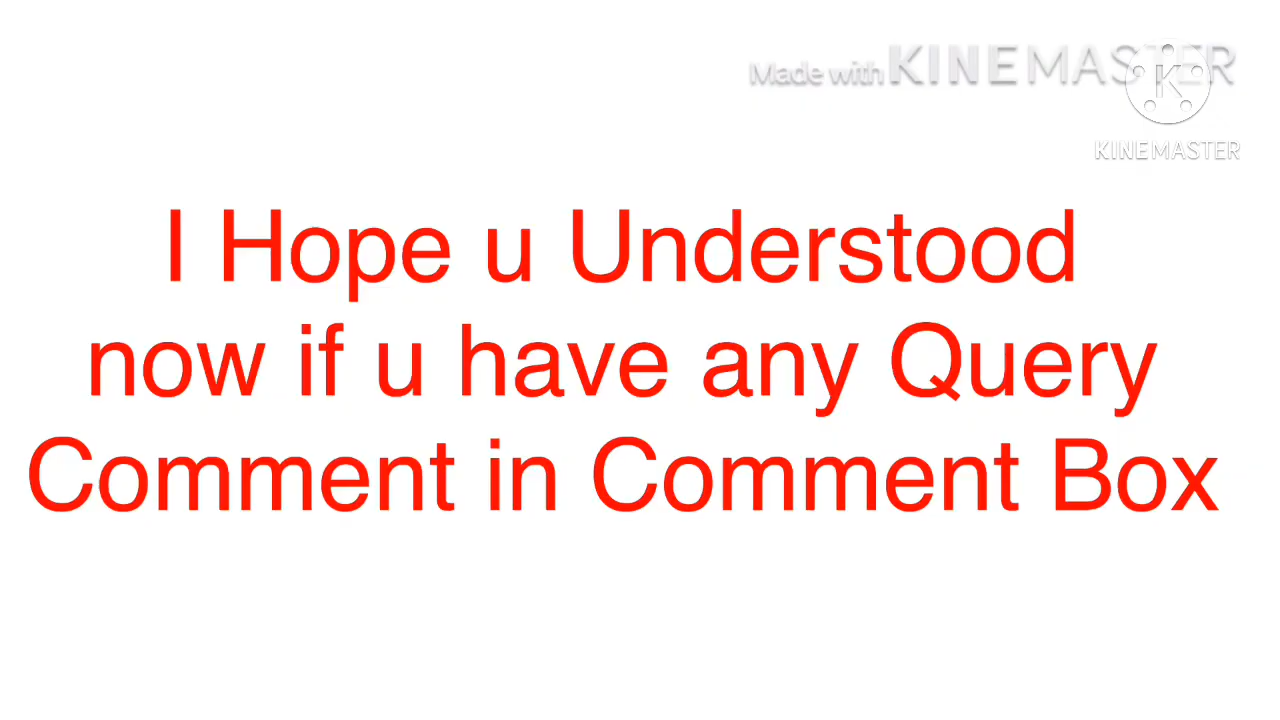 Made with KINEMASTER
K
KINEMASTER
I Hope u Understood
now if u have any Query
Comment in Comment Box